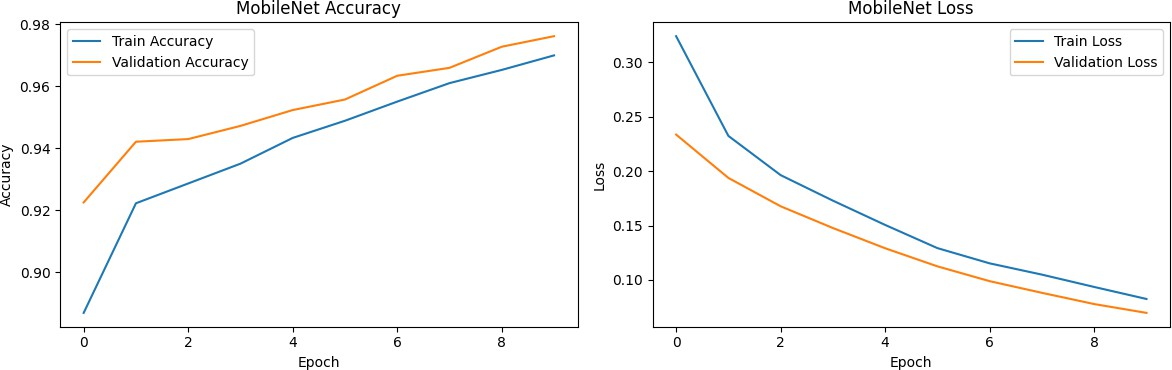 MobileNet Accuracy
Train Accuracy
Validation Accuracy
0.98
0.96
0.94
0.92
0.90
Accuracy
0
2
4
6
8
Epoch
MobileNet Loss
Train Loss
Validation Loss
0.30
0.25
0.20
0.15
0.10
Loss
0
2
4
6
8
Epoch